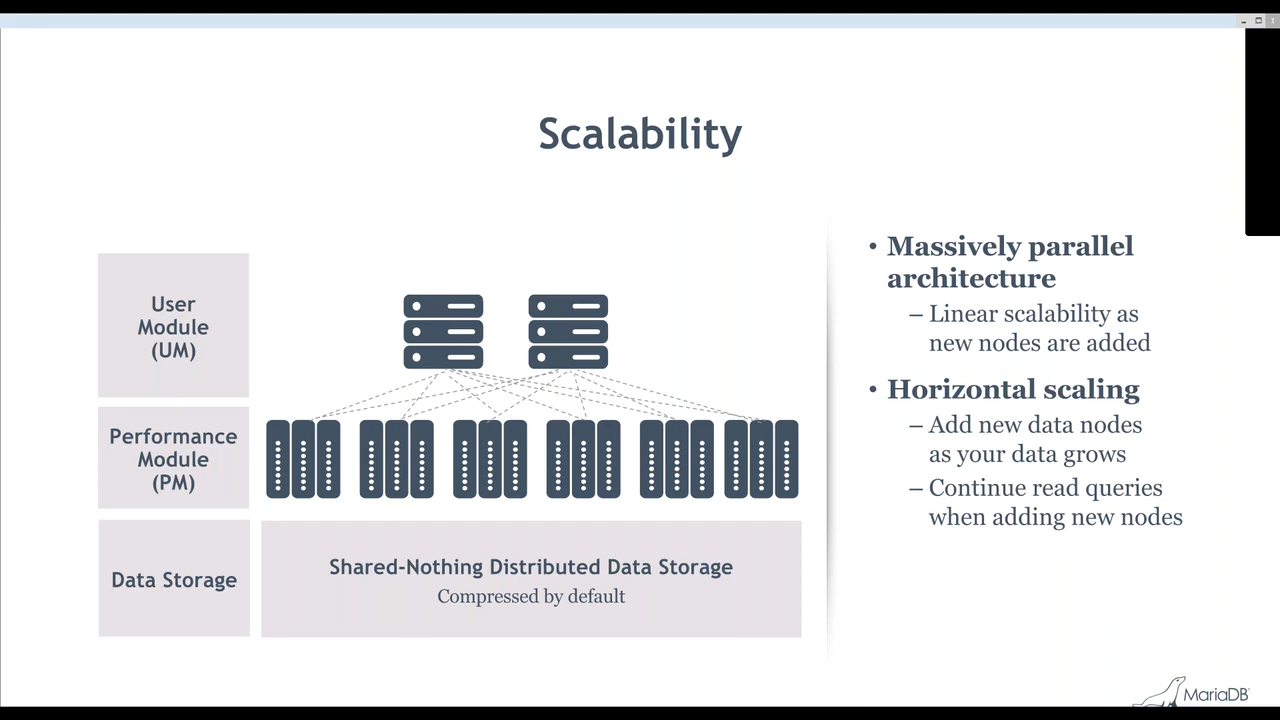 Scalability
User
Module
(UM)
Performance
Module
(PM)
Data Storage
Shared-Nothing Distributed Data Storage
Compressed by default
• Massively parallel
architecture
– Linear scalability as
new nodes are added
• Horizontal scaling
– Add new data nodes
as your data grows
– Continue read queries
when adding new nodes
MariaDB